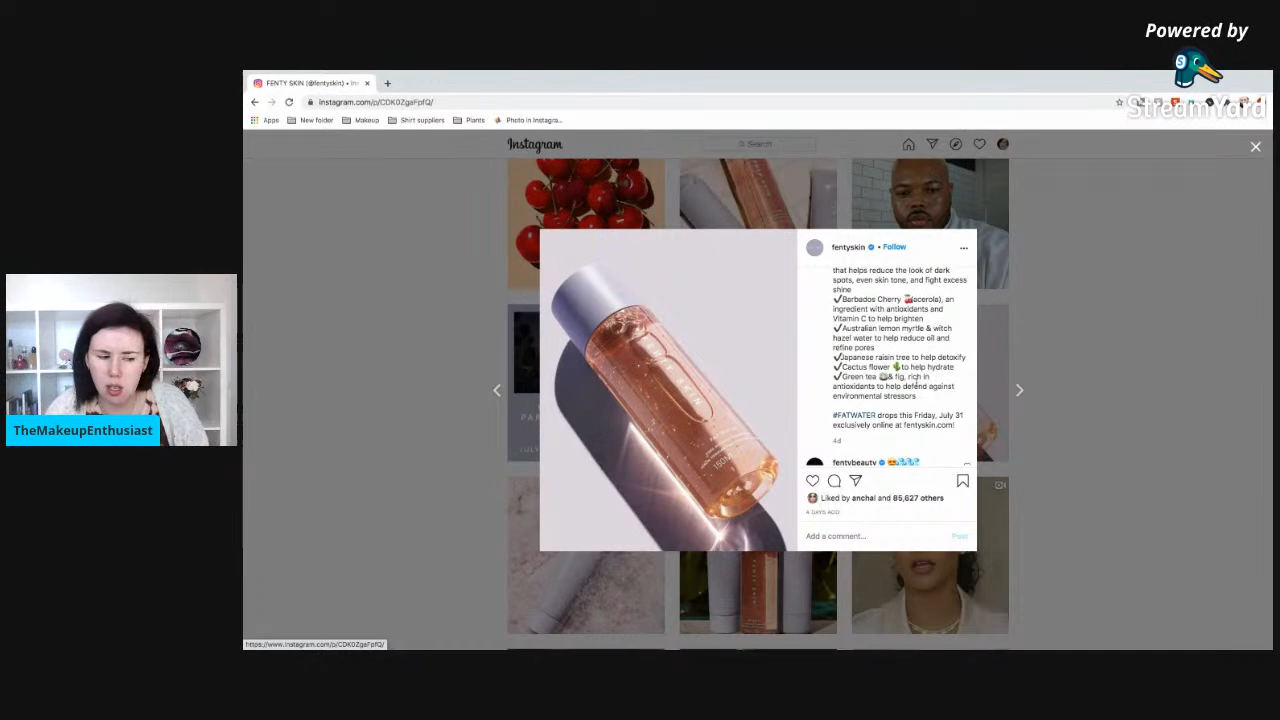 Powered by
StreamYard
FENTY SKIN (@fentyskin) • Ins
instagram.com/p/CDK0ZgaFpfQ/
Apps New folder Makeup Shirt suppliers Plants Photo in Instagra...
Instagram
Search
fentyskin • Follow
that helps reduce the look of dark
spots, even skin tone, and fight excess
shine
✔Barbados Cherry 🍒(acerola), an
ingredient with antioxidants and
Vitamin C to help brighten
✔Australian lemon myrtle & witch
hazel water to help reduce oil and
refine pores
✔Japanese raisin tree to help detoxify
✔Cactus flower 🌵to help hydrate
✔Green tea 🍵& fig, rich in
antioxidants to help defend against
environmental stressors
#FATWATER drops this Friday, July 31
exclusively online at fentyskin.com!
4d
fentybeauty 😍💦💦💦
Liked by anchal and 85,627 others
4 DAYS AGO
Add a comment... Post
SKIN
TheMakeupEnthusiast
https://www.instagram.com/p/CDK0ZgaFpfQ/